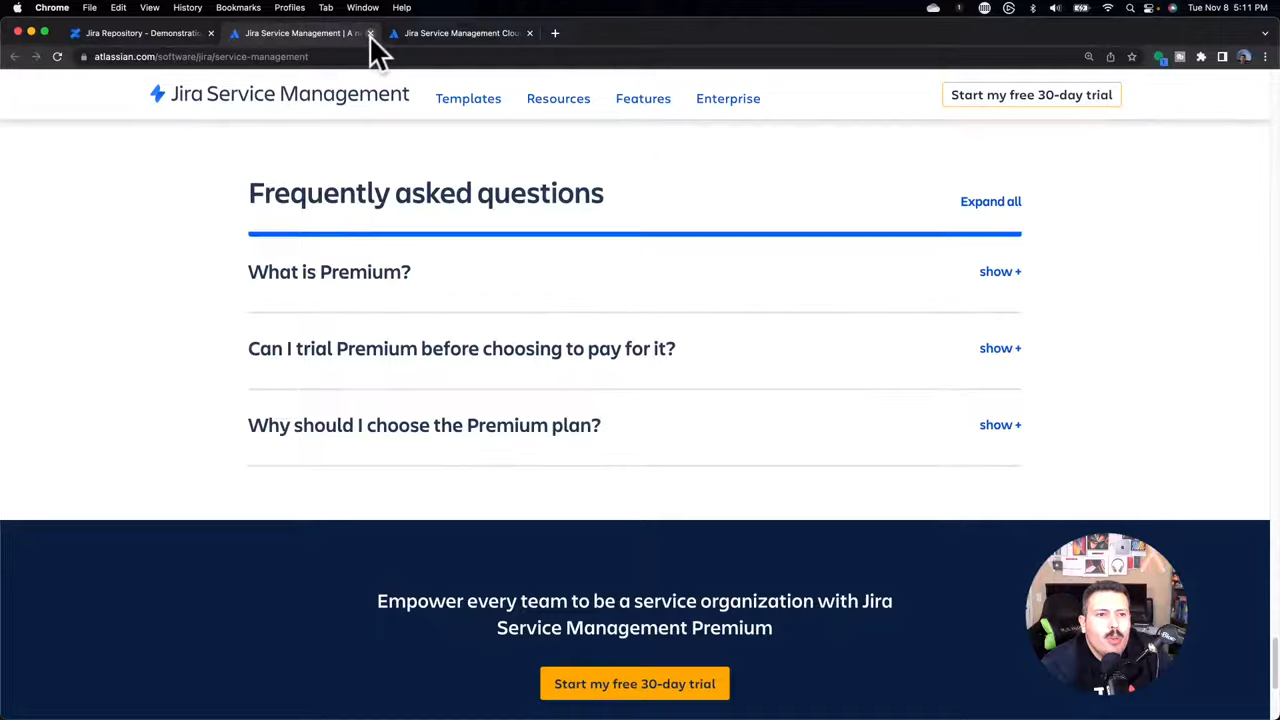 Chrome File Edit View History Bookmarks Profiles Tab Window Help
Tue Nov 8 5:11 PM
Jira Repository - Demonstratio
Jira Service Management | A ne
Jira Service Management Clou
atlassian.com/software/jira/service-management
Jira Service Management
Templates Resources Features Enterprise
Start my free 30-day trial
Frequently asked questions
Expand all
What is Premium?
show +
Can I trial Premium before choosing to pay for it?
show +
Why should I choose the Premium plan?
show +
Empower every team to be a service organization with Jira
Service Management Premium
Start my free 30-day trial